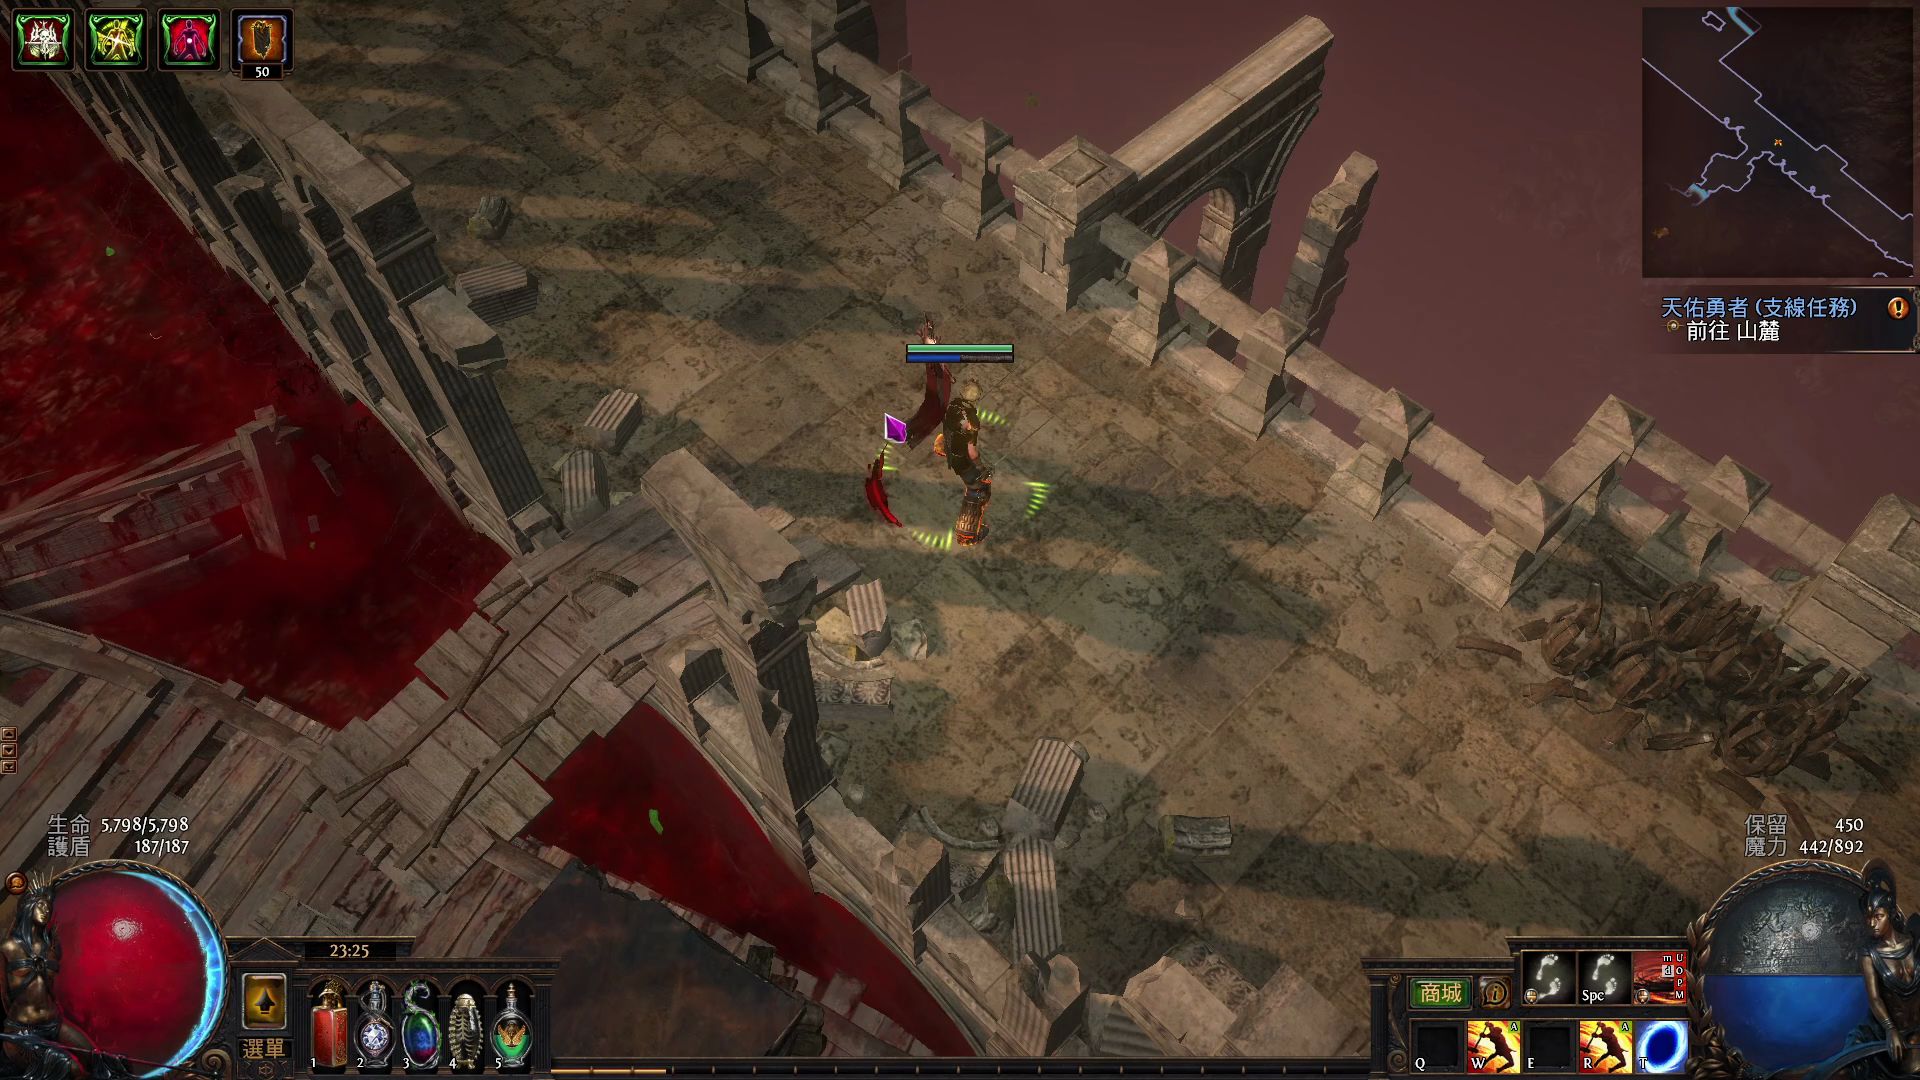 50
天佑勇者 (支線任務)
前往 山麓
生命 5,798/5,798
護盾 187/187
保留 450
魔力 442/892
23:25
選單
1 2 3 4 5
商城
Spc
Q W E R T